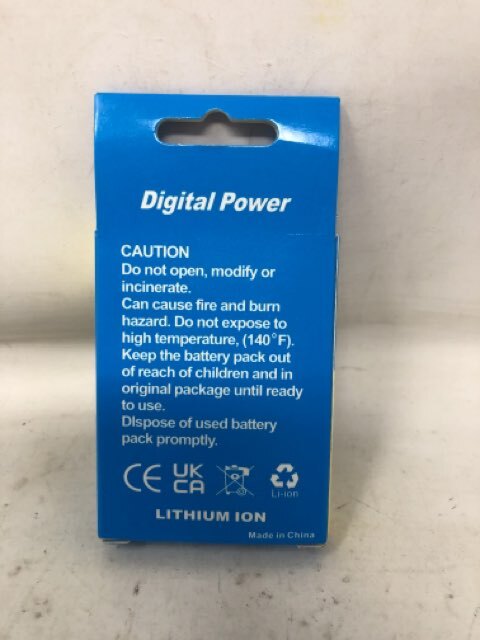 Digital Power
CAUTION
Do not open, modify or
incinerate.
Can cause fire and burn
hazard. Do not expose to
high temperature, (140°F).
Keep the battery pack out
of reach of children and in
original package until ready
to use.
DIspose of used battery
pack promptly.
CE UK
CA
Li-ion
LITHIUM ION
Made in China